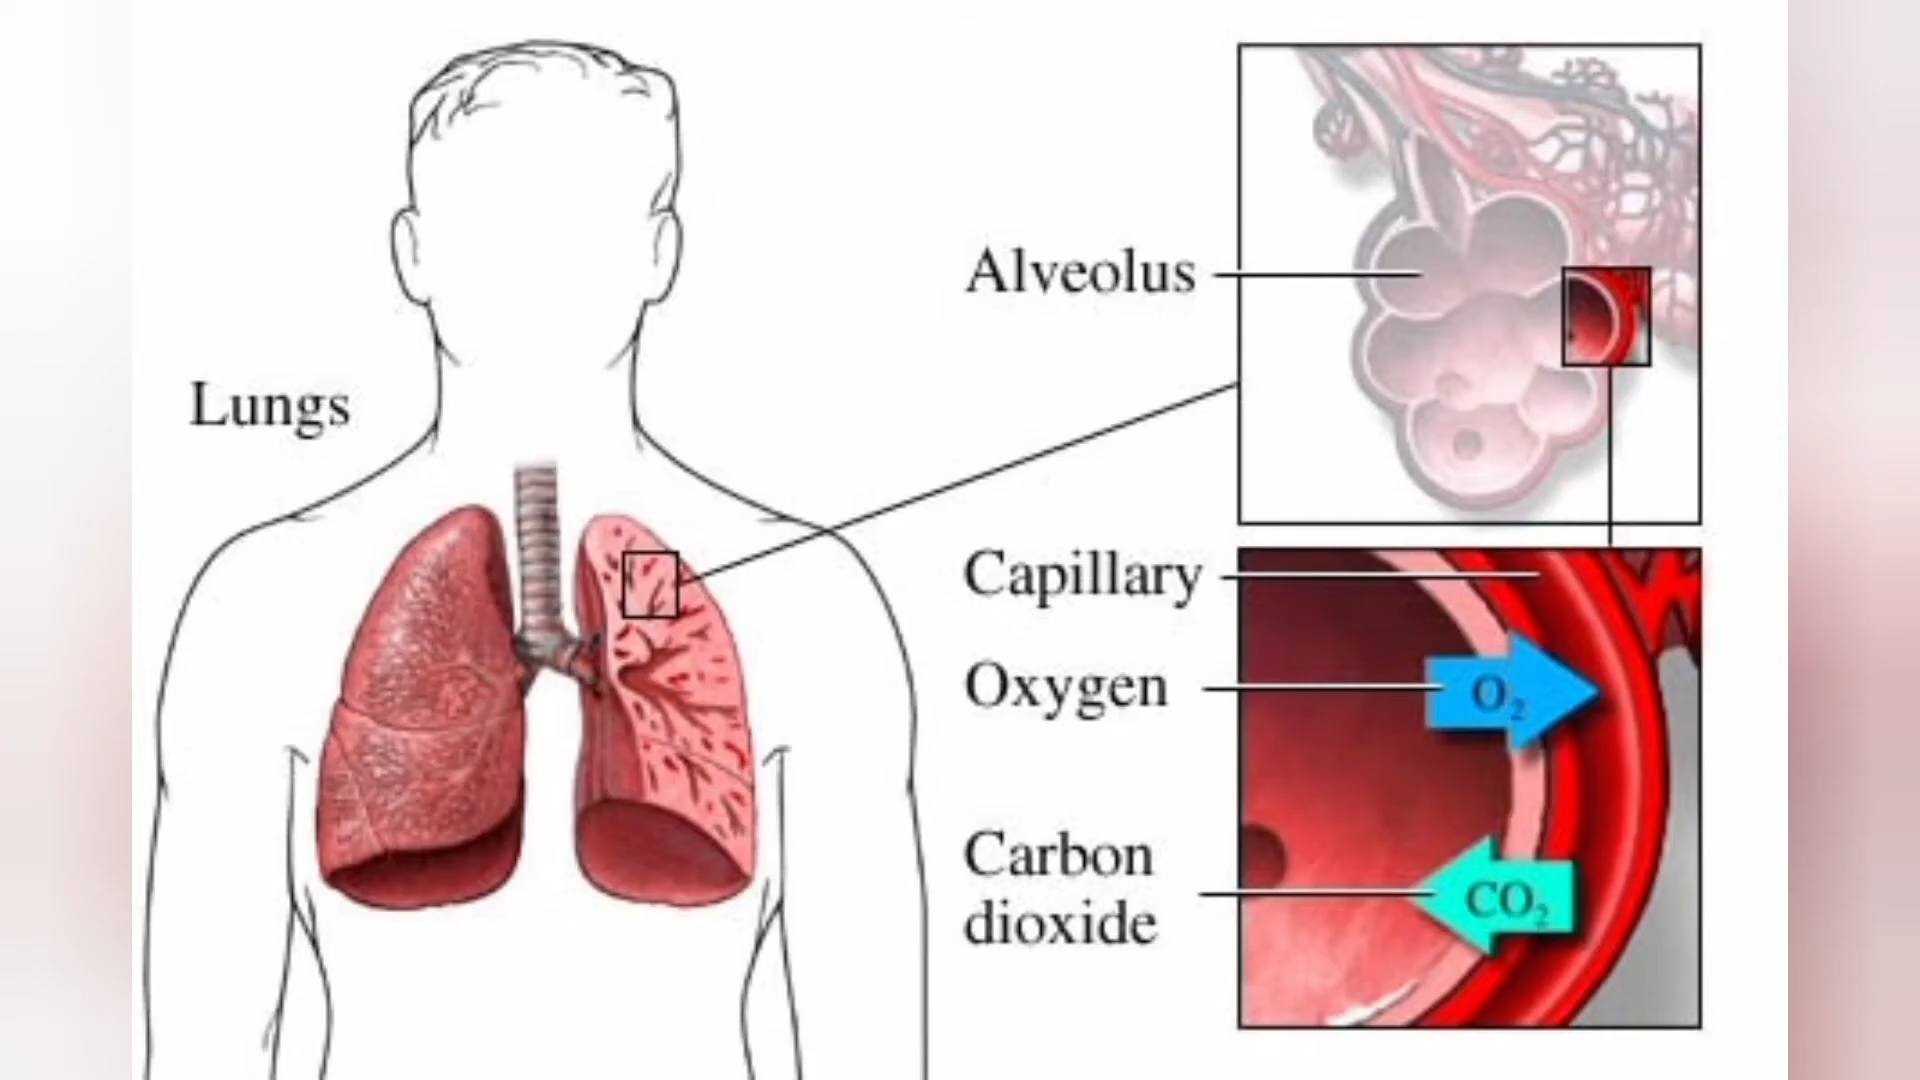 Lungs
Alveolus
Capillary
Oxygen
O₂
Carbon
dioxide
CO₂